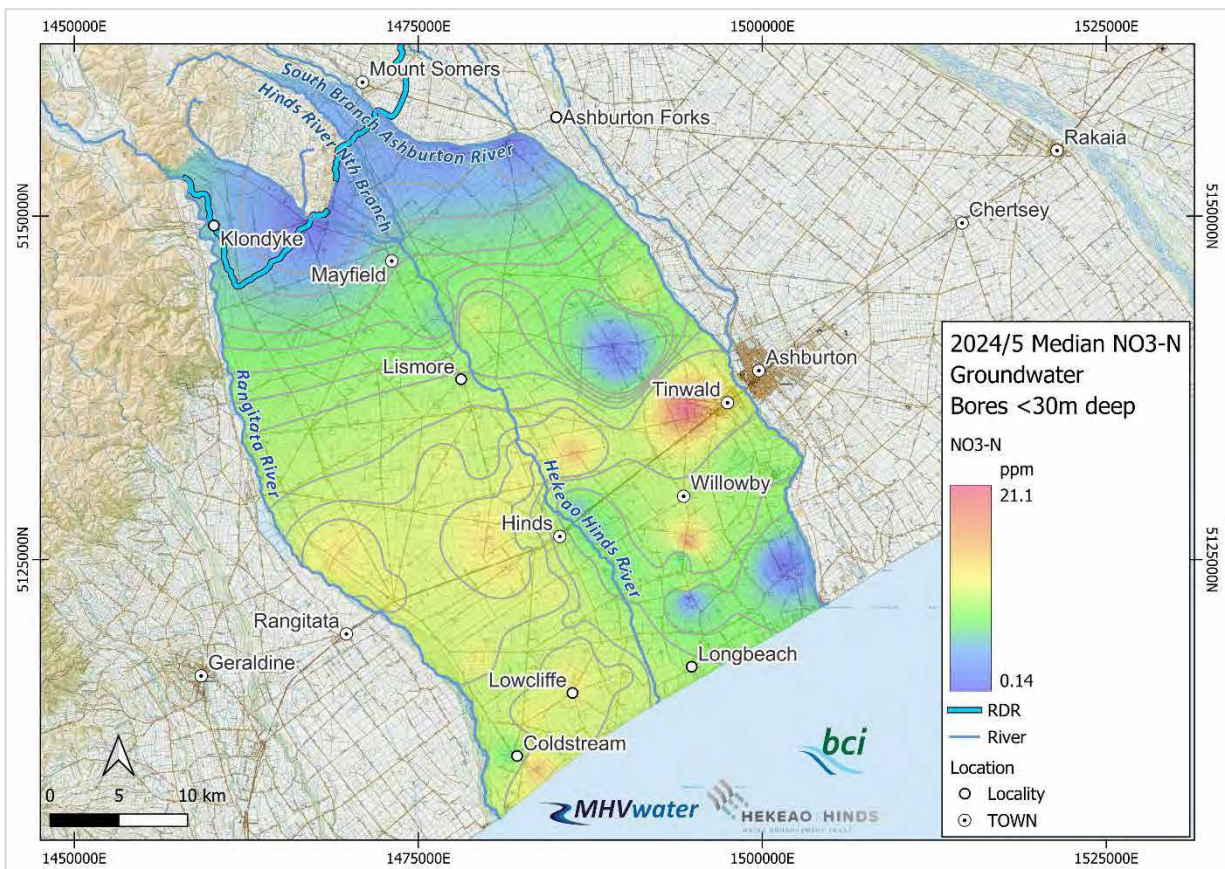 1450000E
1475000E
1500000E
1525000E
Mount Somers
South Branch Ashburton River
Hinds River Nth Branch
Ashburton Forks
Rakaia
5150000N
Chertsey
5150000N
Klondyke
Mayfield
2024/5 Median NO3-N
Groundwater
Bores <30m deep
NO3-N
ppm
21.1
0.14
RDR
River
Location
Locality
TOWN
Ashburton
Lismore
Tinwald
Rangitata River
Willowby
Hekeao Hinds River
Hinds
5125000N
5125000N
Rangitata
Geraldine
Longbeach
Lowcliffe
Coldstream
bci
0 5 10 km
MHVwater
HEKEAO HINDS
1450000E
1475000E
1500000E
1525000E